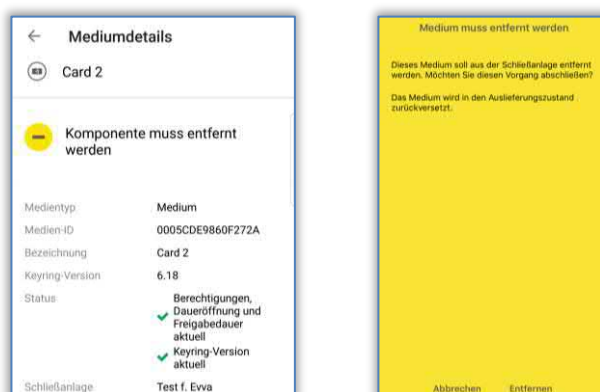 Mediumdetails
Card 2
Komponente muss entfernt
werden
Medientyp Medium
Medien-ID 0005CDE9860F272A
Bezeichnung Card 2
Keyring-Version 6.18
Status Berechtigungen,
Daueröffnung und
Freigabedauer
aktuell
Keyring-Version
aktuell
Schließanlage Test f. Evva
Medium muss entfernt werden
Dieses Medium soll aus der Schließanlage entfernt
werden. Möchten Sie diesen Vorgang abschließen?
Das Medium wird in den Auslieferungszustand
zurückversetzt.
Abbrechen Entfernen